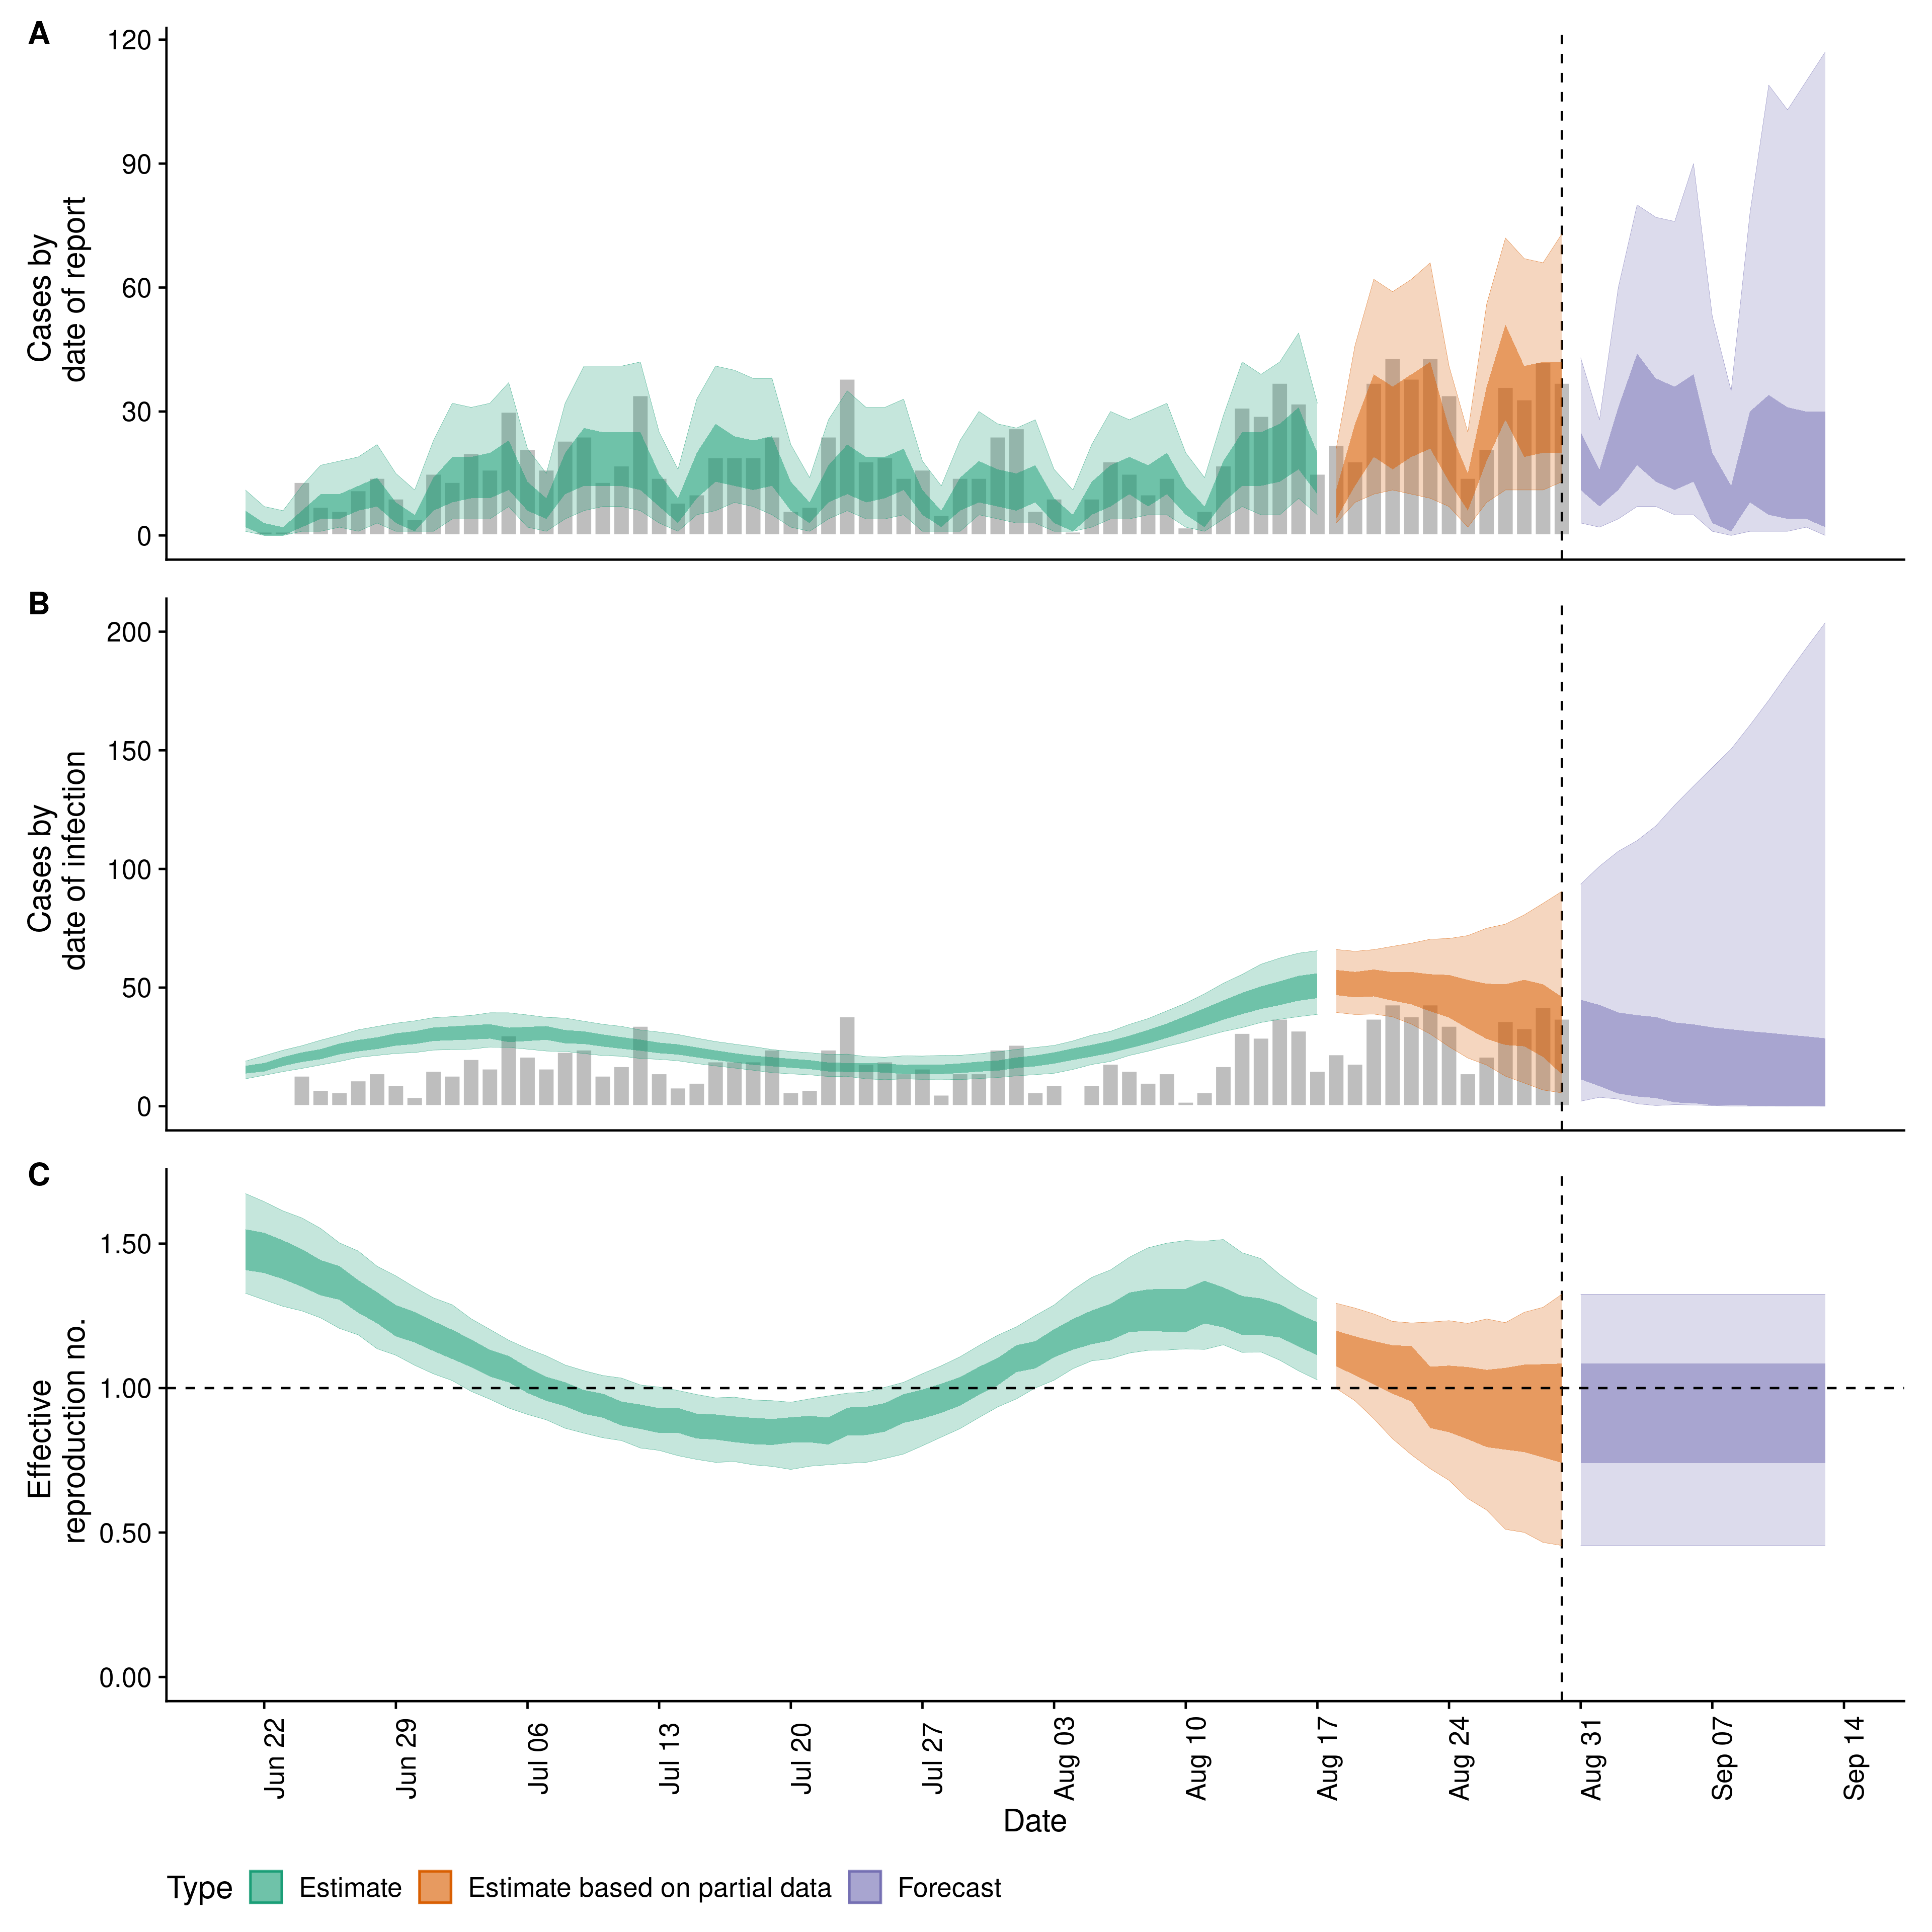 A
120
90
60
30
0
Cases by
date of report
B
200
150
100
50
0
Cases by
date of infection
C
1.50
1.00
0.50
0.00
Effective
reproduction no.
Jun 22
Jun 29
Jul 06
Jul 13
Jul 20
Jul 27
Aug 03
Aug 10
Aug 17
Aug 24
Aug 31
Sep 07
Sep 14
Date
Type Estimate Estimate based on partial data Forecast